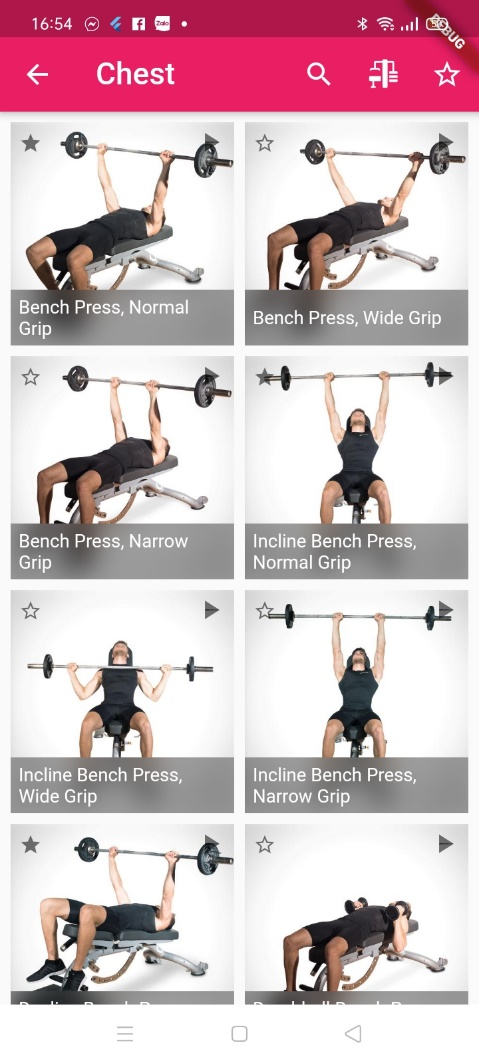 16:54
Zalo
DEBUG
Chest
Bench Press, Normal
Grip
Bench Press, Wide Grip
Bench Press, Narrow
Grip
Incline Bench Press,
Normal Grip
Incline Bench Press,
Wide Grip
Incline Bench Press,
Narrow Grip